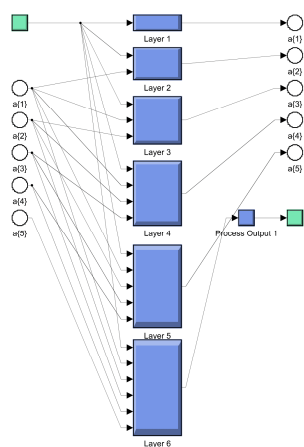 Layer 1
a{1}
Layer 2
a{1}
a{2}
Layer 3
a{2}
a{3}
a{3}
a{4}
a{4}
a{5}
a{5}
Process Output 1
Layer 4
Layer 5
Layer 6